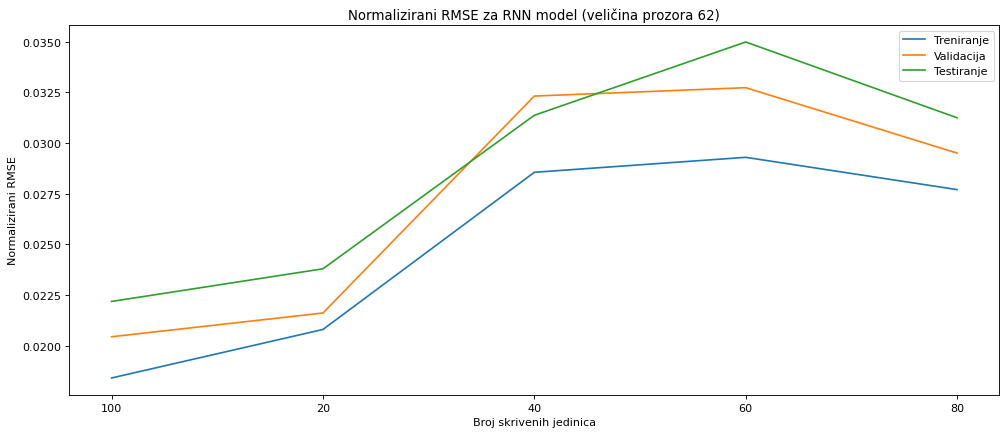 Normalizirani RMSE za RNN model (veličina prozora 62)
Treniranje
Validacija
Testiranje
Normalizirani RMSE
0.0350
0.0325
0.0300
0.0275
0.0250
0.0225
0.0200
100 20 40 60 80
Broj skrivenih jedinica